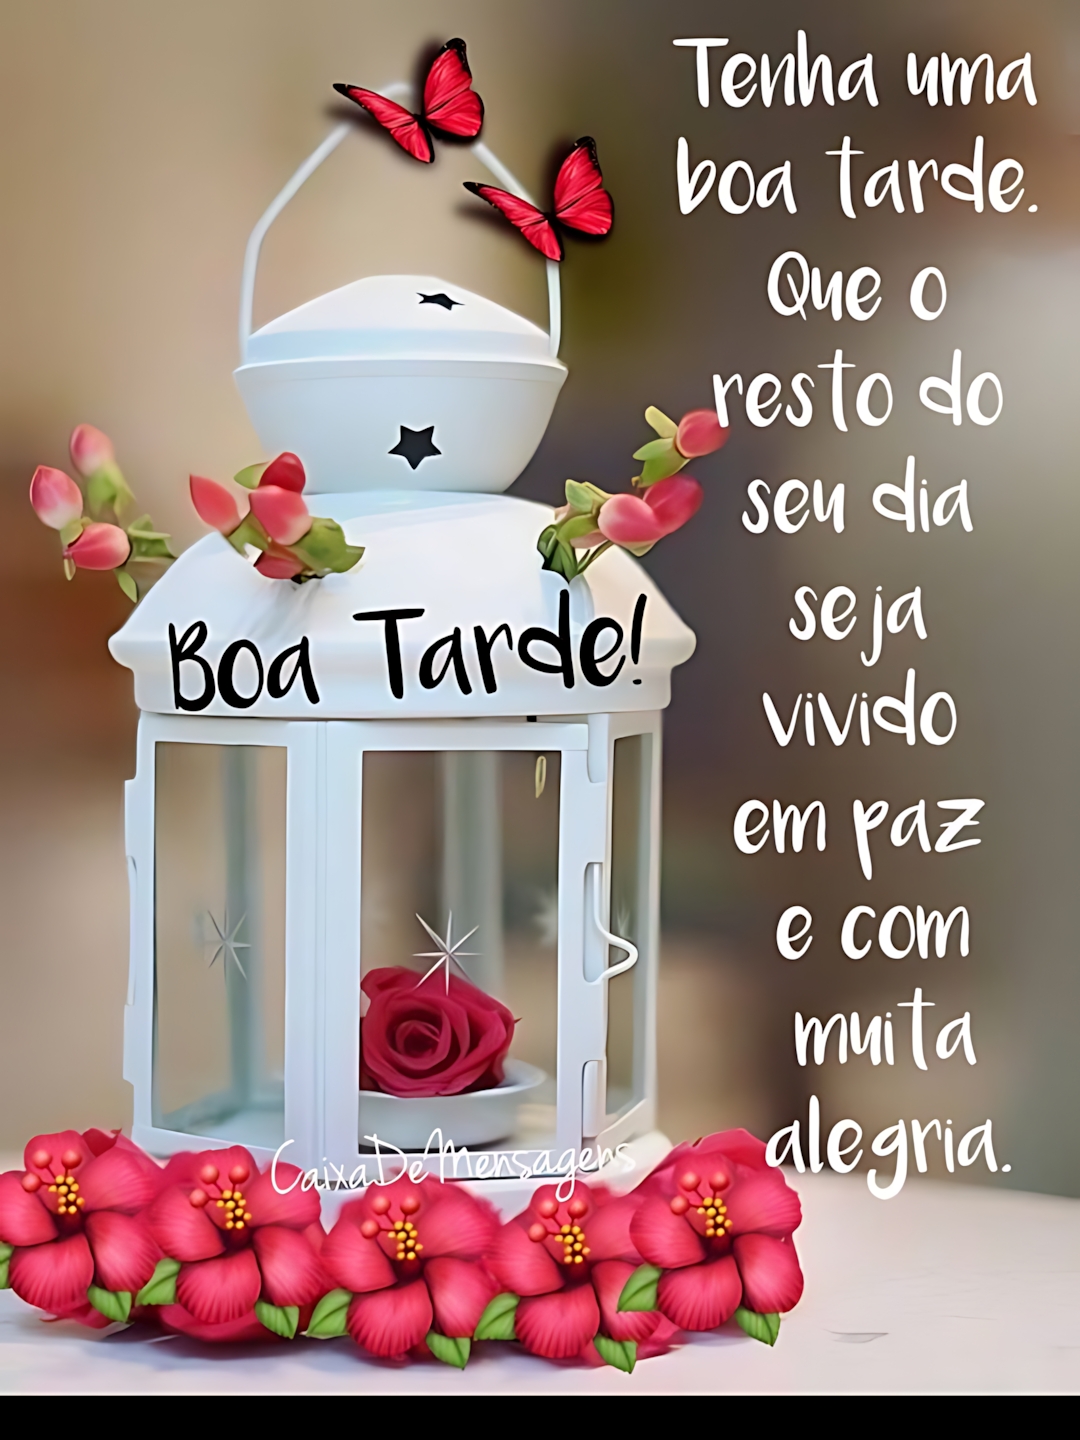 Tenha uma
boa tarde.
Que o
resto do
seu dia
seja
vivido
em paz
e com
muita
alegria.
Boa Tarde!
CaixaDeMensagens